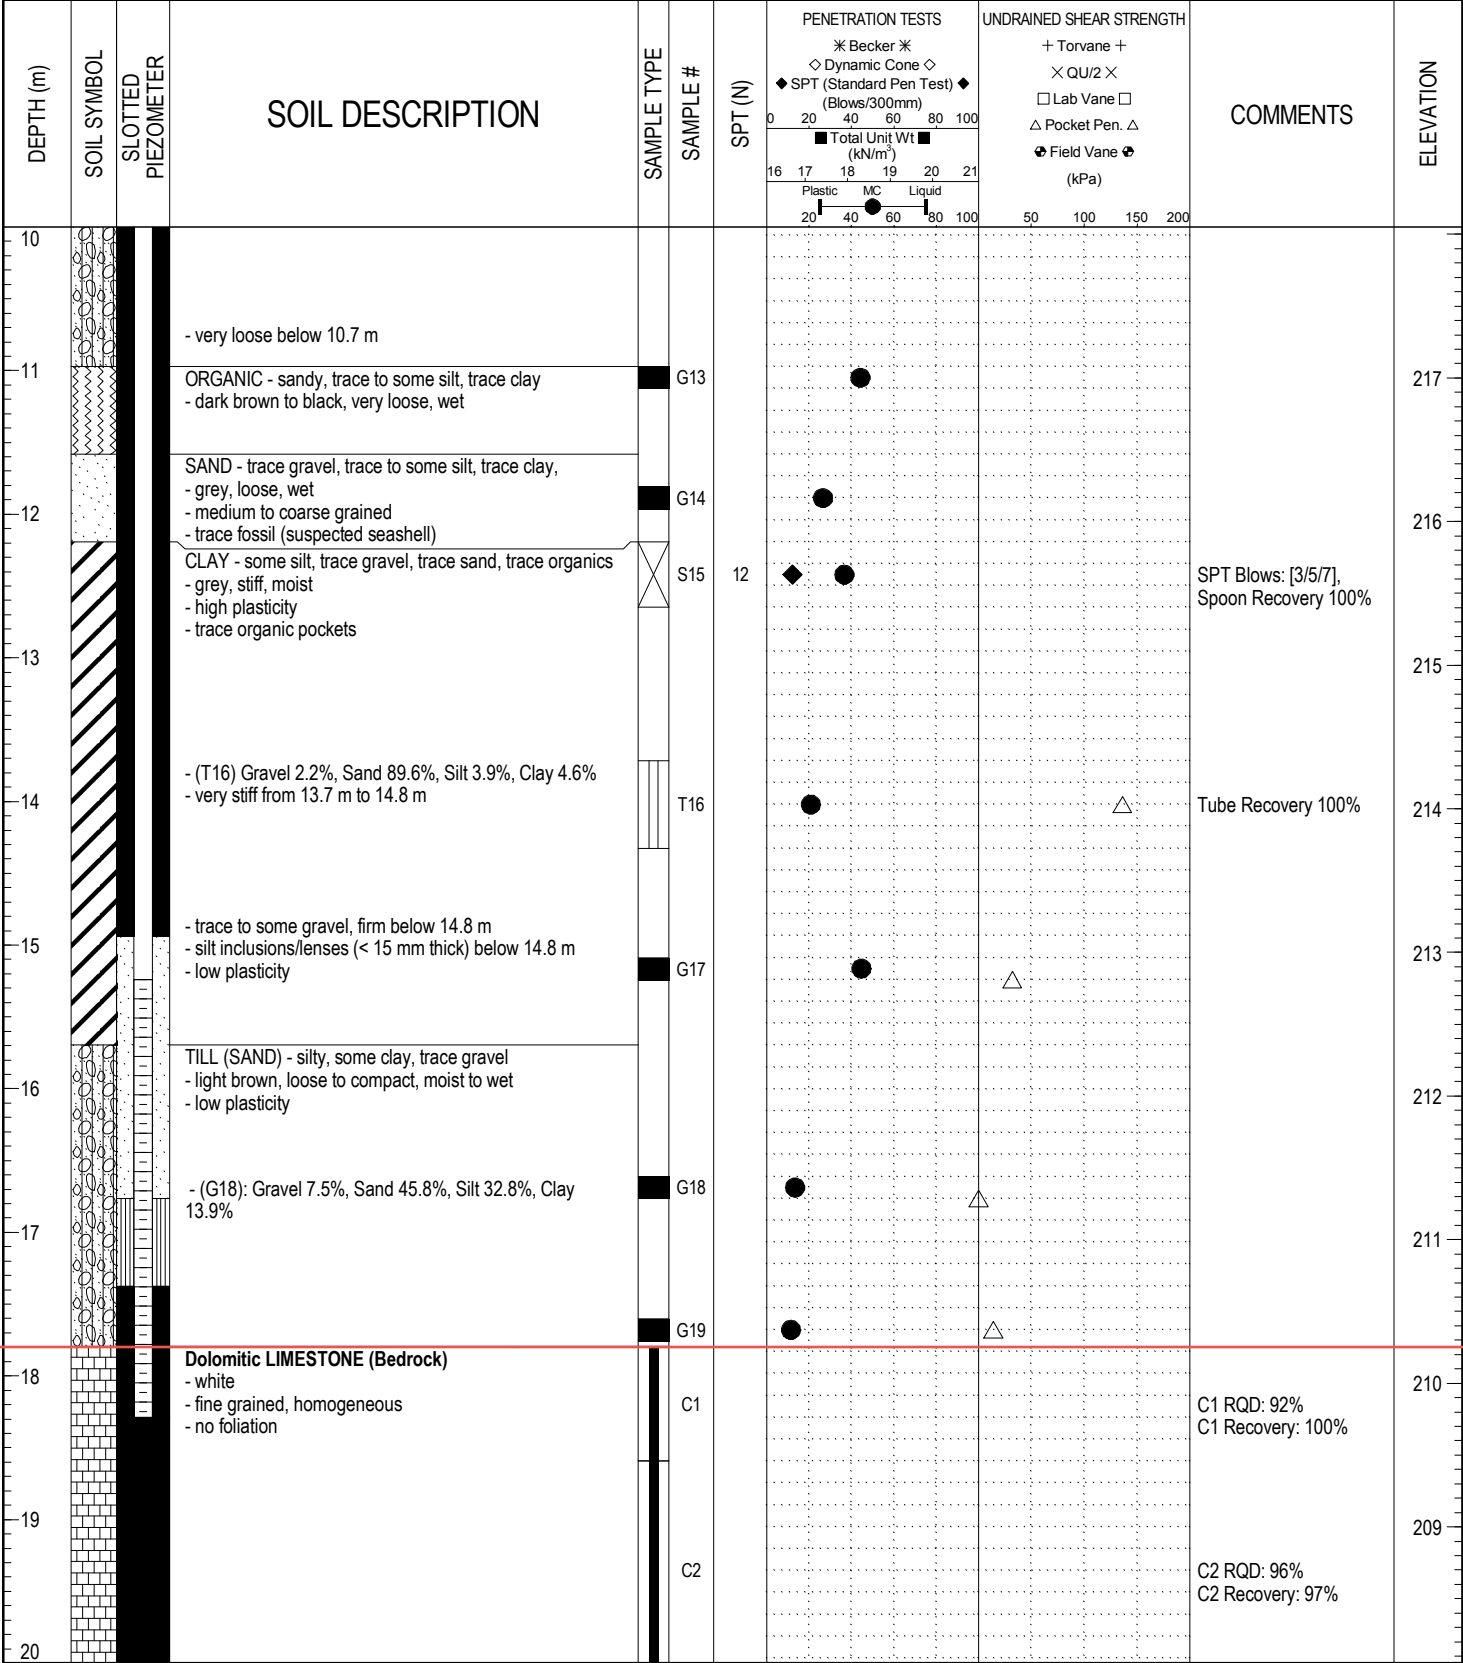 DEPTH (m)
SOIL SYMBOL
SLOTTED
PIEZOMETER
SOIL DESCRIPTION
SAMPLE TYPE
SAMPLE #
SPT (N)
PENETRATION TESTS
✳ Becker ✳
◇ Dynamic Cone ◇
◆ SPT (Standard Pen Test) ◆
(Blows/300mm)
0 20 40 60 80 100
■ Total Unit Wt ■
(kN/m³)
16 17 18 19 20 21
Plastic MC Liquid
20 40 60 80 100
UNDRAINED SHEAR STRENGTH
+ Torvane +
× QU/2 ×
□ Lab Vane □
△ Pocket Pen. △
Field Vane
(kPa)
50 100 150 200
COMMENTS
ELEVATION
10
- very loose below 10.7 m
11
ORGANIC - sandy, trace to some silt, trace clay
- dark brown to black, very loose, wet
G13
217
SAND - trace gravel, trace to some silt, trace clay,
- grey, loose, wet
- medium to coarse grained
- trace fossil (suspected seashell)
G14
12
216
CLAY - some silt, trace gravel, trace sand, trace organics
- grey, stiff, moist
- high plasticity
- trace organic pockets
S15
12
SPT Blows: [3/5/7],
Spoon Recovery 100%
13
215
- (T16) Gravel 2.2%, Sand 89.6%, Silt 3.9%, Clay 4.6%
- very stiff from 13.7 m to 14.8 m
14
T16
Tube Recovery 100%
214
- trace to some gravel, firm below 14.8 m
- silt inclusions/lenses (< 15 mm thick) below 14.8 m
- low plasticity
15
G17
213
TILL (SAND) - silty, some clay, trace gravel
- light brown, loose to compact, moist to wet
- low plasticity
16
212
- (G18): Gravel 7.5%, Sand 45.8%, Silt 32.8%, Clay
13.9%
G18
17
211
G19
Dolomitic LIMESTONE (Bedrock)
- white
- fine grained, homogeneous
- no foliation
18
C1
C1 RQD: 92%
C1 Recovery: 100%
210
19
209
C2
C2 RQD: 96%
C2 Recovery: 97%
20